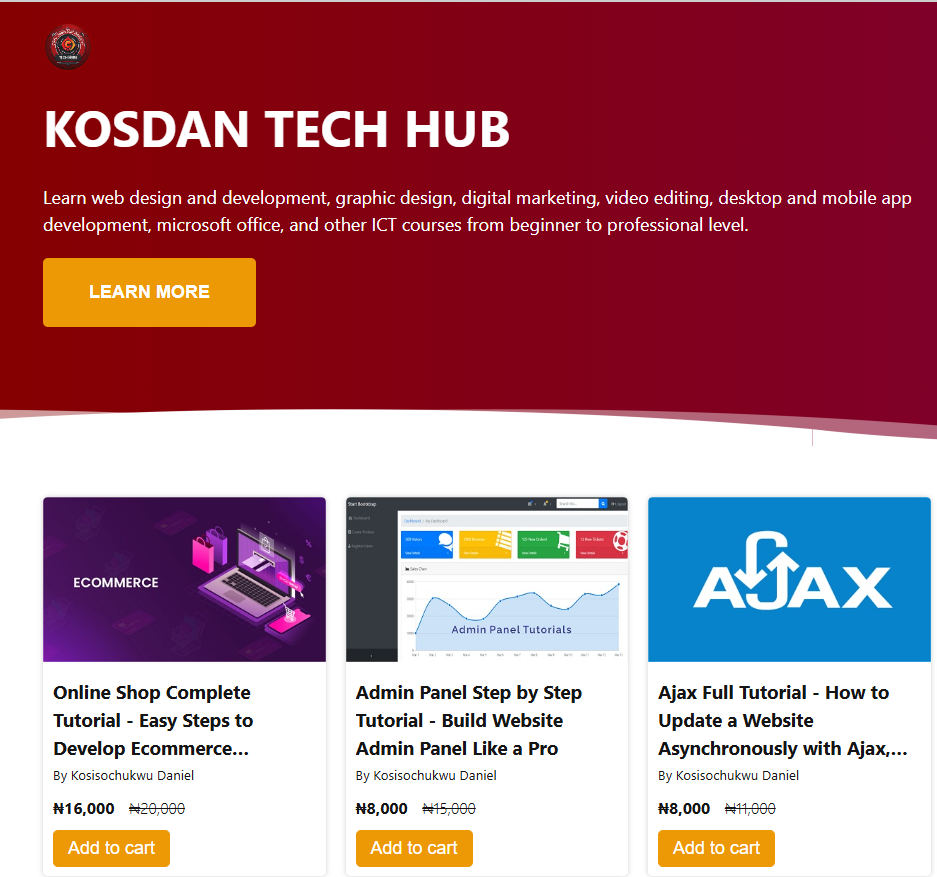 KOSDAN TECH HUB
Learn web design and development, graphic design, digital marketing, video editing, desktop and mobile app
development, microsoft office, and other ICT courses from beginner to professional level.
LEARN MORE
ECOMMERCE
Start Bootstrap
Sales Chart
Admin Panel Tutorials
AJAX
Online Shop Complete
Tutorial - Easy Steps to
Develop Ecommerce...
By Kosisochukwu Daniel
₦16,000 ₦20,000
Add to cart
Admin Panel Step by Step
Tutorial - Build Website
Admin Panel Like a Pro
By Kosisochukwu Daniel
₦8,000 ₦15,000
Add to cart
Ajax Full Tutorial - How to
Update a Website
Asynchronously with Ajax,...
By Kosisochukwu Daniel
₦8,000 ₦11,000
Add to cart